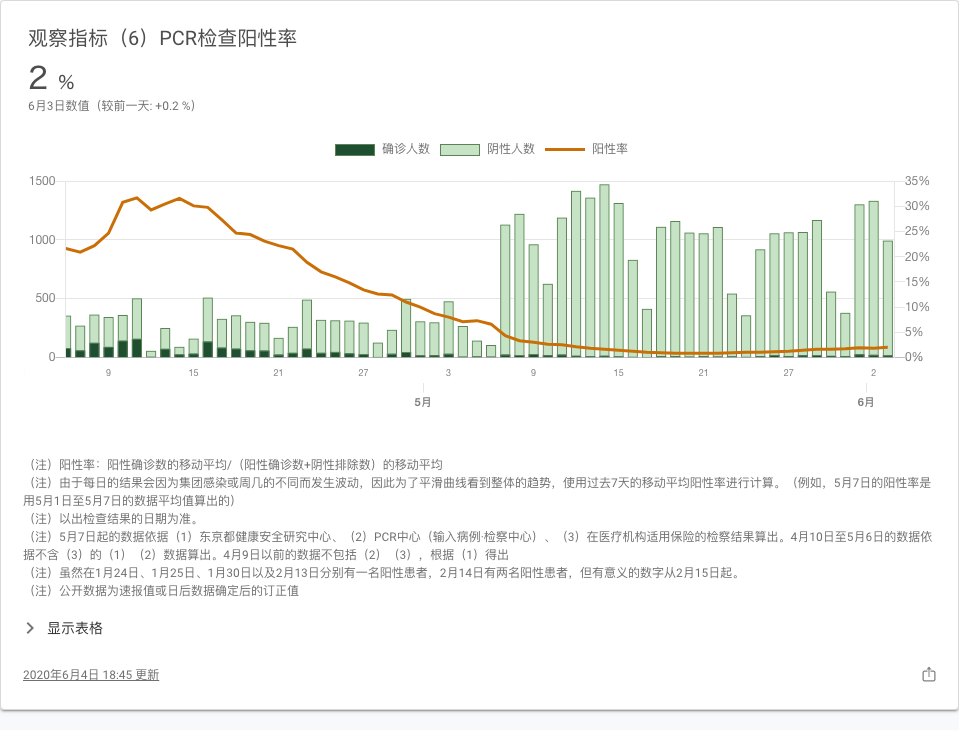 观察指标（6）PCR检查阳性率
2 %
6月3日数值（较前一天: +0.2 %）
确诊人数 阴性人数 阳性率
1500 35%
30%
1000 25%
20%
15%
500 10%
5%
0 0%
9 15 21 27 3 9 15 21 27 2
5月 6月
（注）阳性率：阳性确诊数的移动平均/（阳性确诊数+阴性排除数）的移动平均
（注）由于每日的结果会因为集团感染或周几的不同而发生波动，因此为了平滑曲线看到整体的趋势，使用过去7天的移动平均阳性率进行计算。（例如，5月7日的阳性率是
用5月1日至5月7日的数据平均值算出的）
（注）以出检查结果的日期为准。
（注）5月7日起的数据依据（1）东京都健康安全研究中心、（2）PCR中心（输入病例·检察中心）、（3）在医疗机构适用保险的检察结果算出。4月10日至5月6日的数据依
据不含（3）的（1）（2）数据算出。4月9日以前的数据不包括（2）（3），根据（1）得出
（注）虽然在1月24日、1月25日、1月30日以及2月13日分别有一名阳性患者，2月14日有两名阳性患者，但有意义的数字从2月15日起。
（注）公开数据为速报值或日后数据确定后的订正值
显示表格
2020年6月4日 18:45 更新